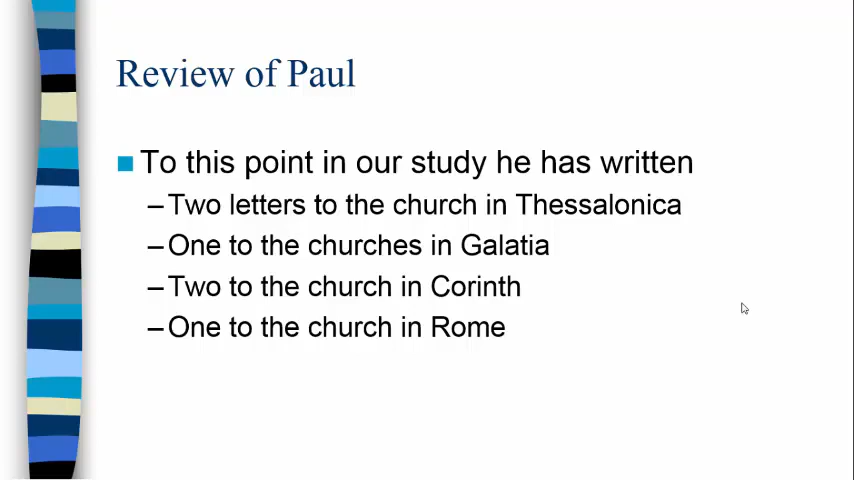 Review of Paul
To this point in our study he has written
–Two letters to the church in Thessalonica
–One to the churches in Galatia
–Two to the church in Corinth
–One to the church in Rome